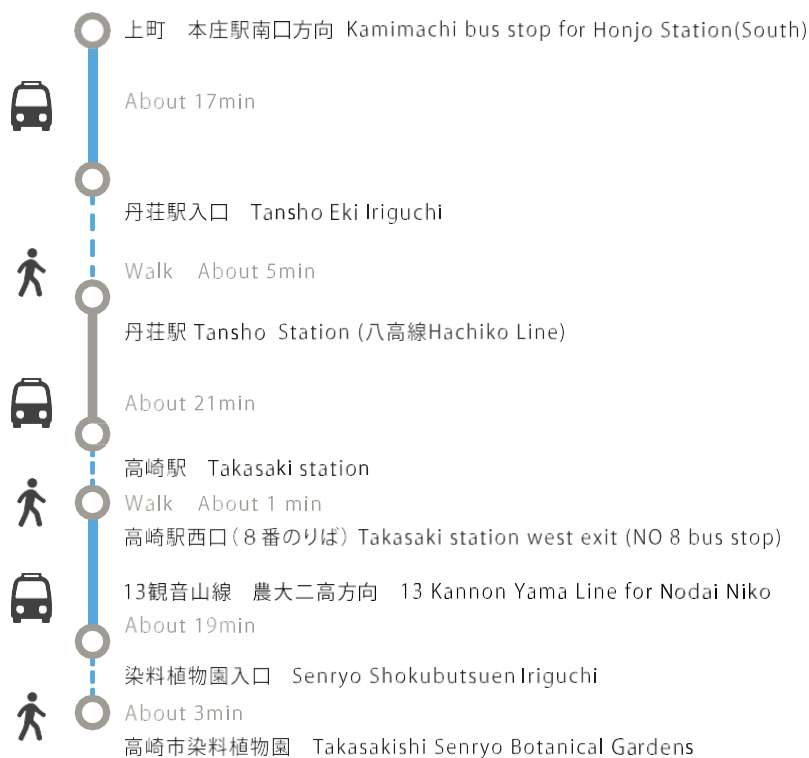 上町　本庄駅南口方向 Kamimachi bus stop for Honjo Station(South)
About 17min
丹荘駅入口　Tansho Eki Iriguchi
Walk　About 5min
丹荘駅 Tansho Station (八高線Hachiko Line)
About 21min
高崎駅　Takasaki station
Walk　About 1 min
高崎駅西口（８番のりば） Takasaki station west exit (NO 8 bus stop)
13観音山線　農大二高方向　13 Kannon Yama Line for Nodai Niko
About 19min
染料植物園入口　Senryo Shokubutsuen Iriguchi
About 3min
高崎市染料植物園　Takasakishi Senryo Botanical Gardens